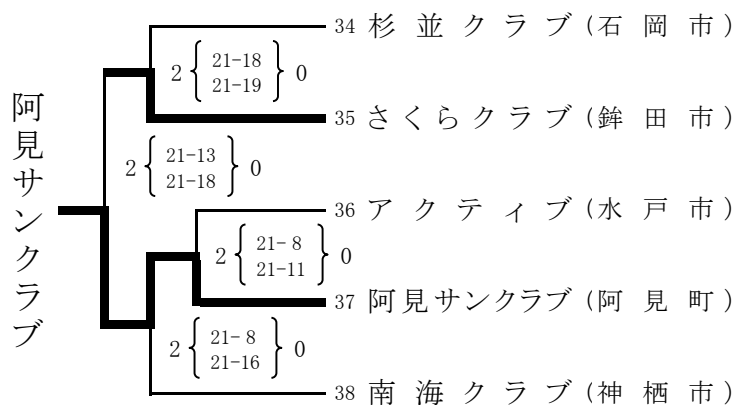 阿見サンクラブ
34 杉並クラブ(石岡市)
2 { 21-18 } 0
21-19
35 さくらクラブ(鉾田市)
2 { 21-13 } 0
21-18
36 アクティブ(水戸市)
2 { 21- 8 } 0
21-11
37 阿見サンクラブ(阿見町)
2 { 21- 8 } 0
21-16
38 南海クラブ(神栖市)